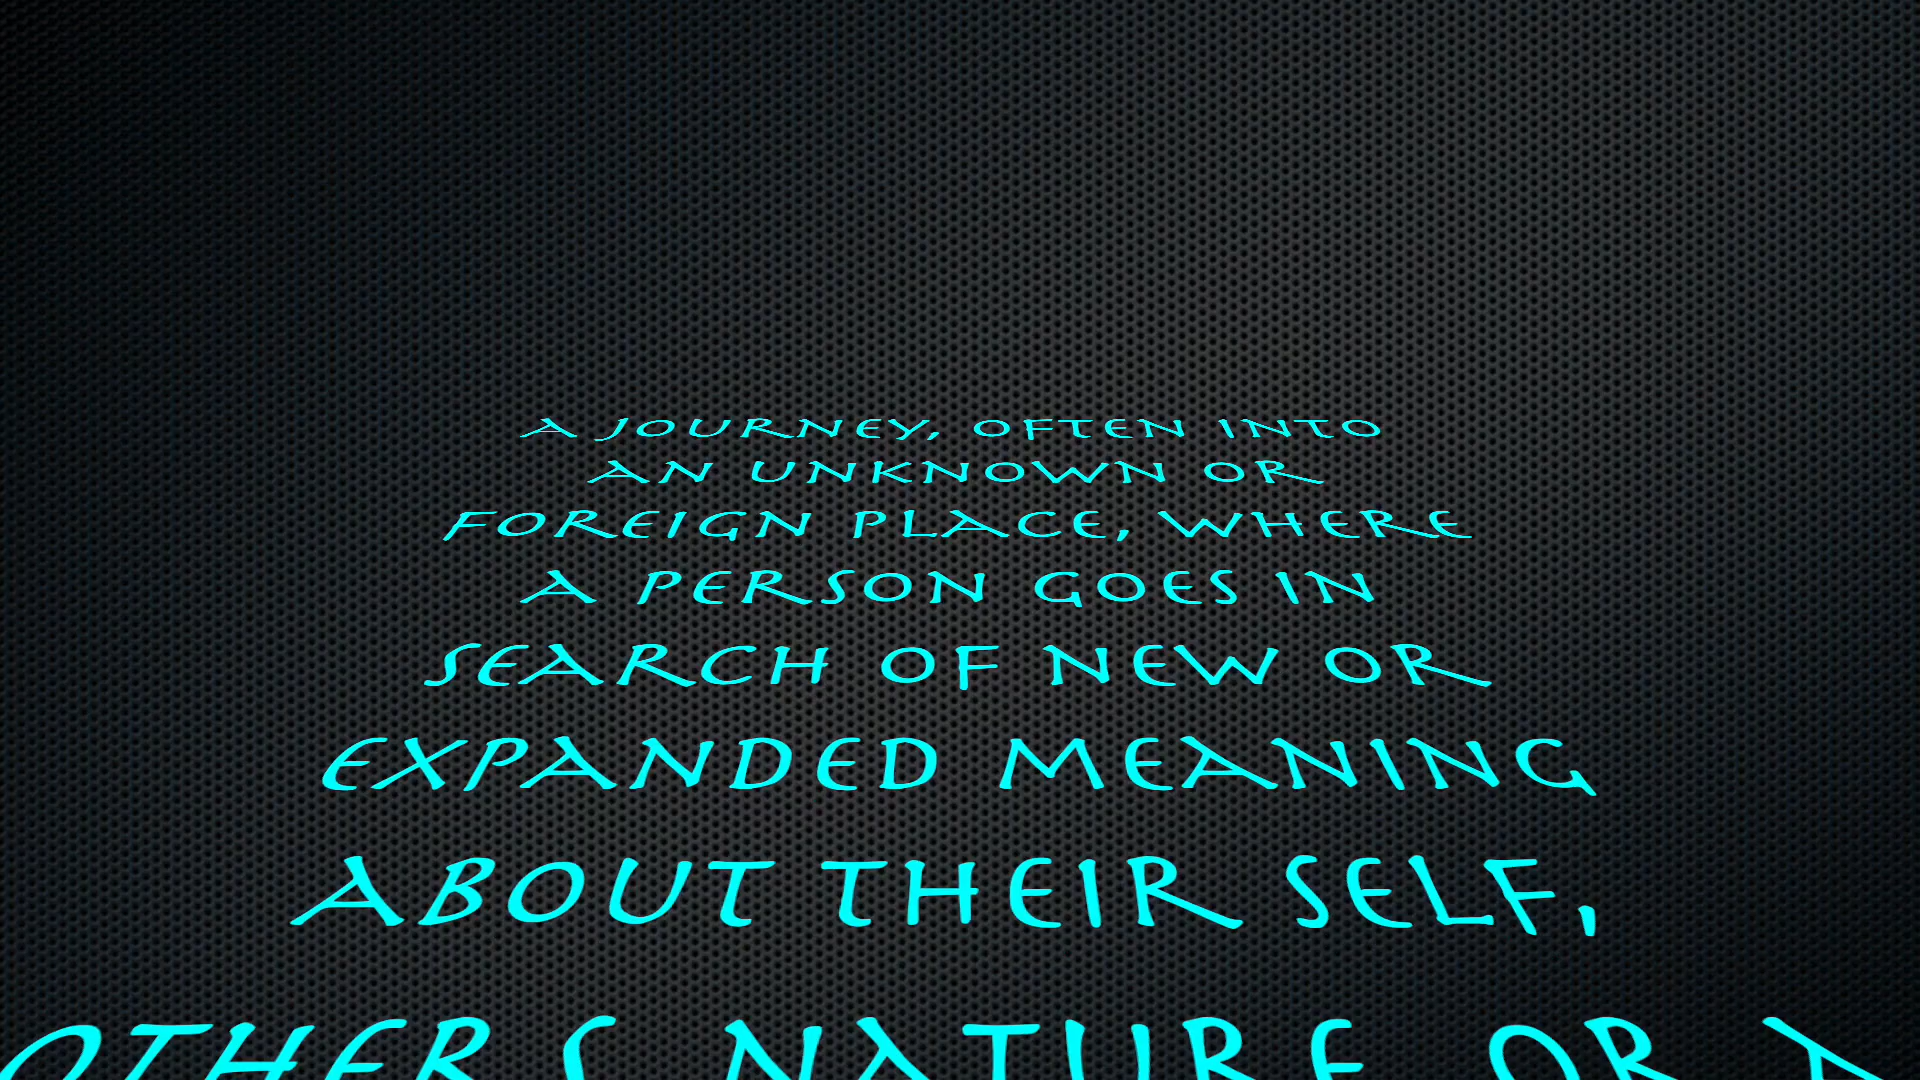 A JOURNEY, OFTEN INTO
AN UNKNOWN OR
FOREIGN PLACE, WHERE
A PERSON GOES IN
SEARCH OF NEW OR
EXPANDED MEANING
ABOUT THEIR SELF,
OTHERS NATURE OR A